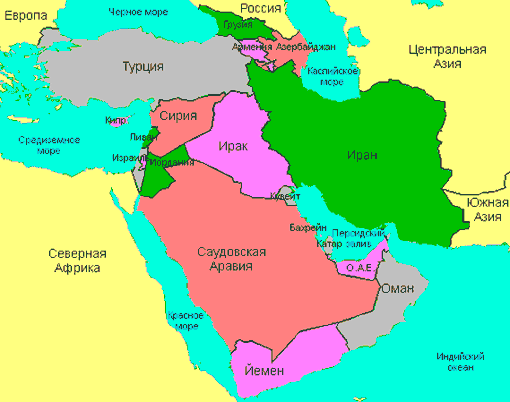 Европа
Черное море
Россия
Грузия
Армения
Азербайджан
Центральная
Азия
Турция
Каспийское
море
Кипр
Сирия
Средиземное
море
Ливан
Ирак
Иран
Израиль
Иордания
Кувейт
Южная
Азия
Бахрейн
Персидский
залив
Катар
Северная
Африка
Саудовская
Аравия
О.А.Е.
Оман
Красное
море
Йемен
Индийский
океан